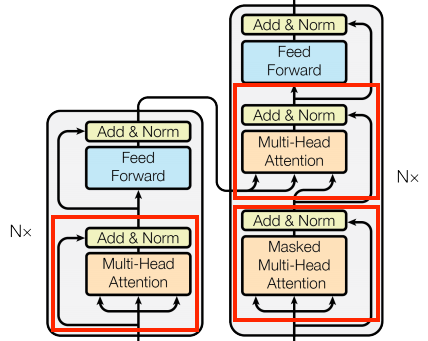 Add & Norm
Feed
Forward
Add & Norm
Multi-Head
Attention
Nx
Add & Norm
Feed
Forward
Add & Norm
Multi-Head
Attention
Add & Norm
Masked
Multi-Head
Attention
Nx